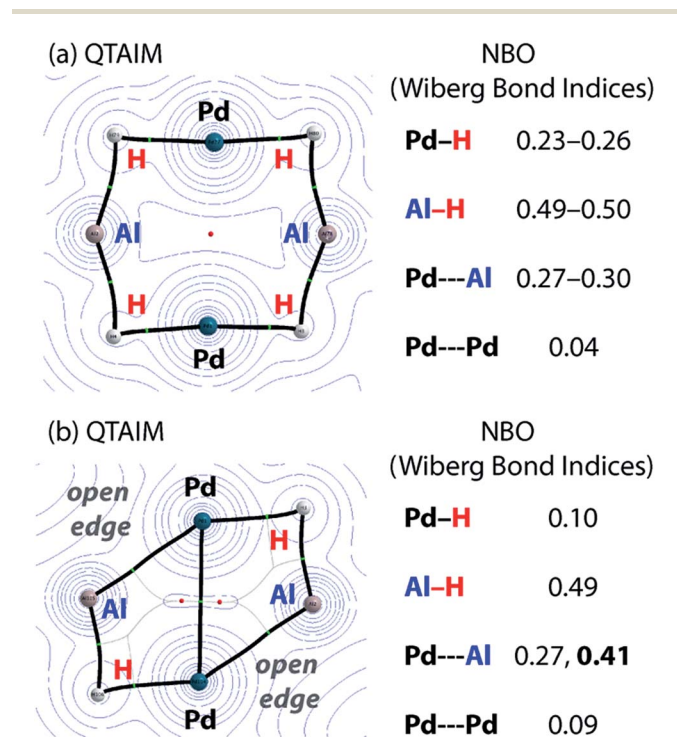 (a) QTAIM
NBO
(Wiberg Bond Indices)
Pd
H H
Al Al
H H
Pd
Pd–H 0.23–0.26
Al–H 0.49–0.50
Pd---Al 0.27–0.30
Pd---Pd 0.04
(b) QTAIM
NBO
(Wiberg Bond Indices)
open
edge
Pd
H
Al Al
H
open
edge
Pd
Pd–H 0.10
Al–H 0.49
Pd---Al 0.27, 0.41
Pd---Pd 0.09